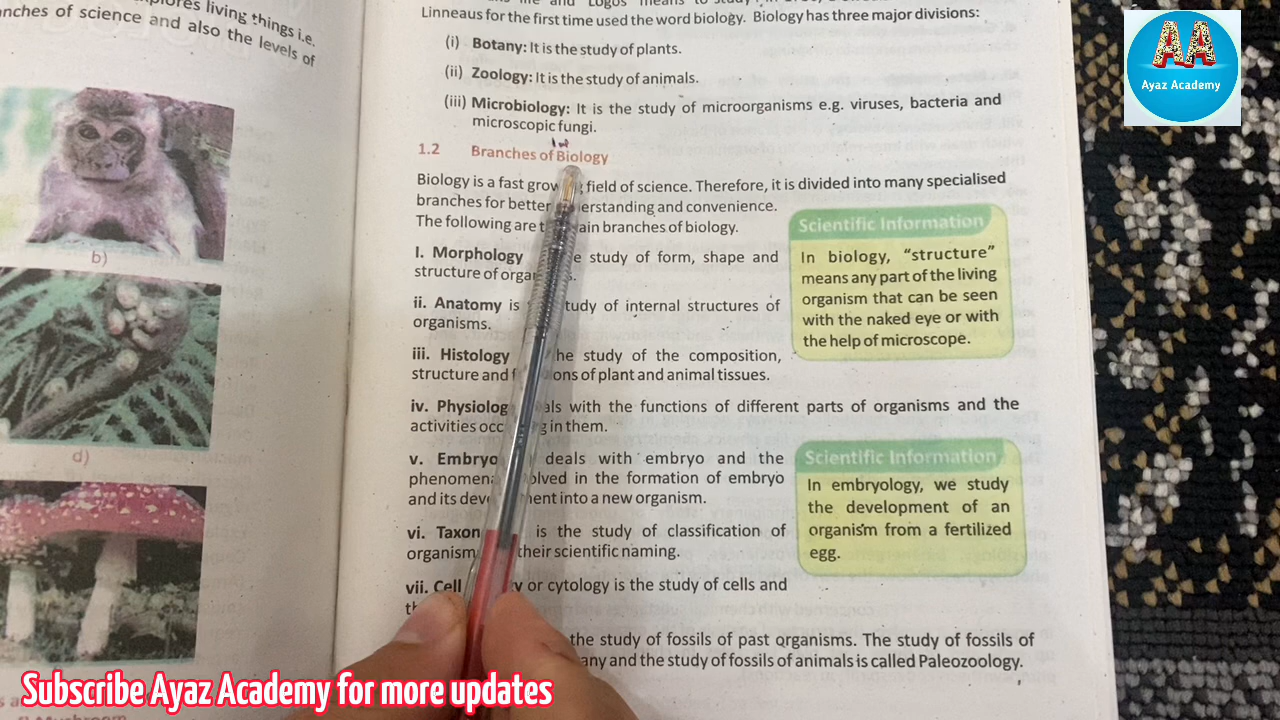 plores living things i.e.
nches of science and also the levels of
b)
d)
Linneaus for the first time used the word biology. Biology has three major divisions:
(i) Botany: It is the study of plants.
(ii) Zoology: It is the study of animals.
(iii) Microbiology: It is the study of microorganisms e.g. viruses, bacteria and
microscopic fungi.
1.2 Branches of Biology
Biology is a fast grow field of science. Therefore, it is divided into many specialised
branches for better erstanding and convenience.
The following are t ain branches of biology.
I. Morphology e study of form, shape and
structure of orga s.
ii. Anatomy is tudy of internal structures of
organisms.
iii. Histology he study of the composition,
structure and f ons of plant and animal tissues.
iv. Physiolog als with the functions of different parts of organisms and the
activities occ g in them.
v. Embryo deals with embryo and the
phenomena olved in the formation of embryo
and its deve ment into a new organism.
vi. Taxon is the study of classification of
organism their scientific naming.
vii. Cell y or cytology is the study of cells and
th
the study of fossils of past organisms. The study of fossils of
any and the study of fossils of animals is called Paleozoology.
Scientific Information
In biology, “structure”
means any part of the living
organism that can be seen
with the naked eye or with
the help of microscope.
Scientific Information
In embryology, we study
the development of an
organism from a fertilized
egg.
AA
Ayaz Academy
Subscribe Ayaz Academy for more updates